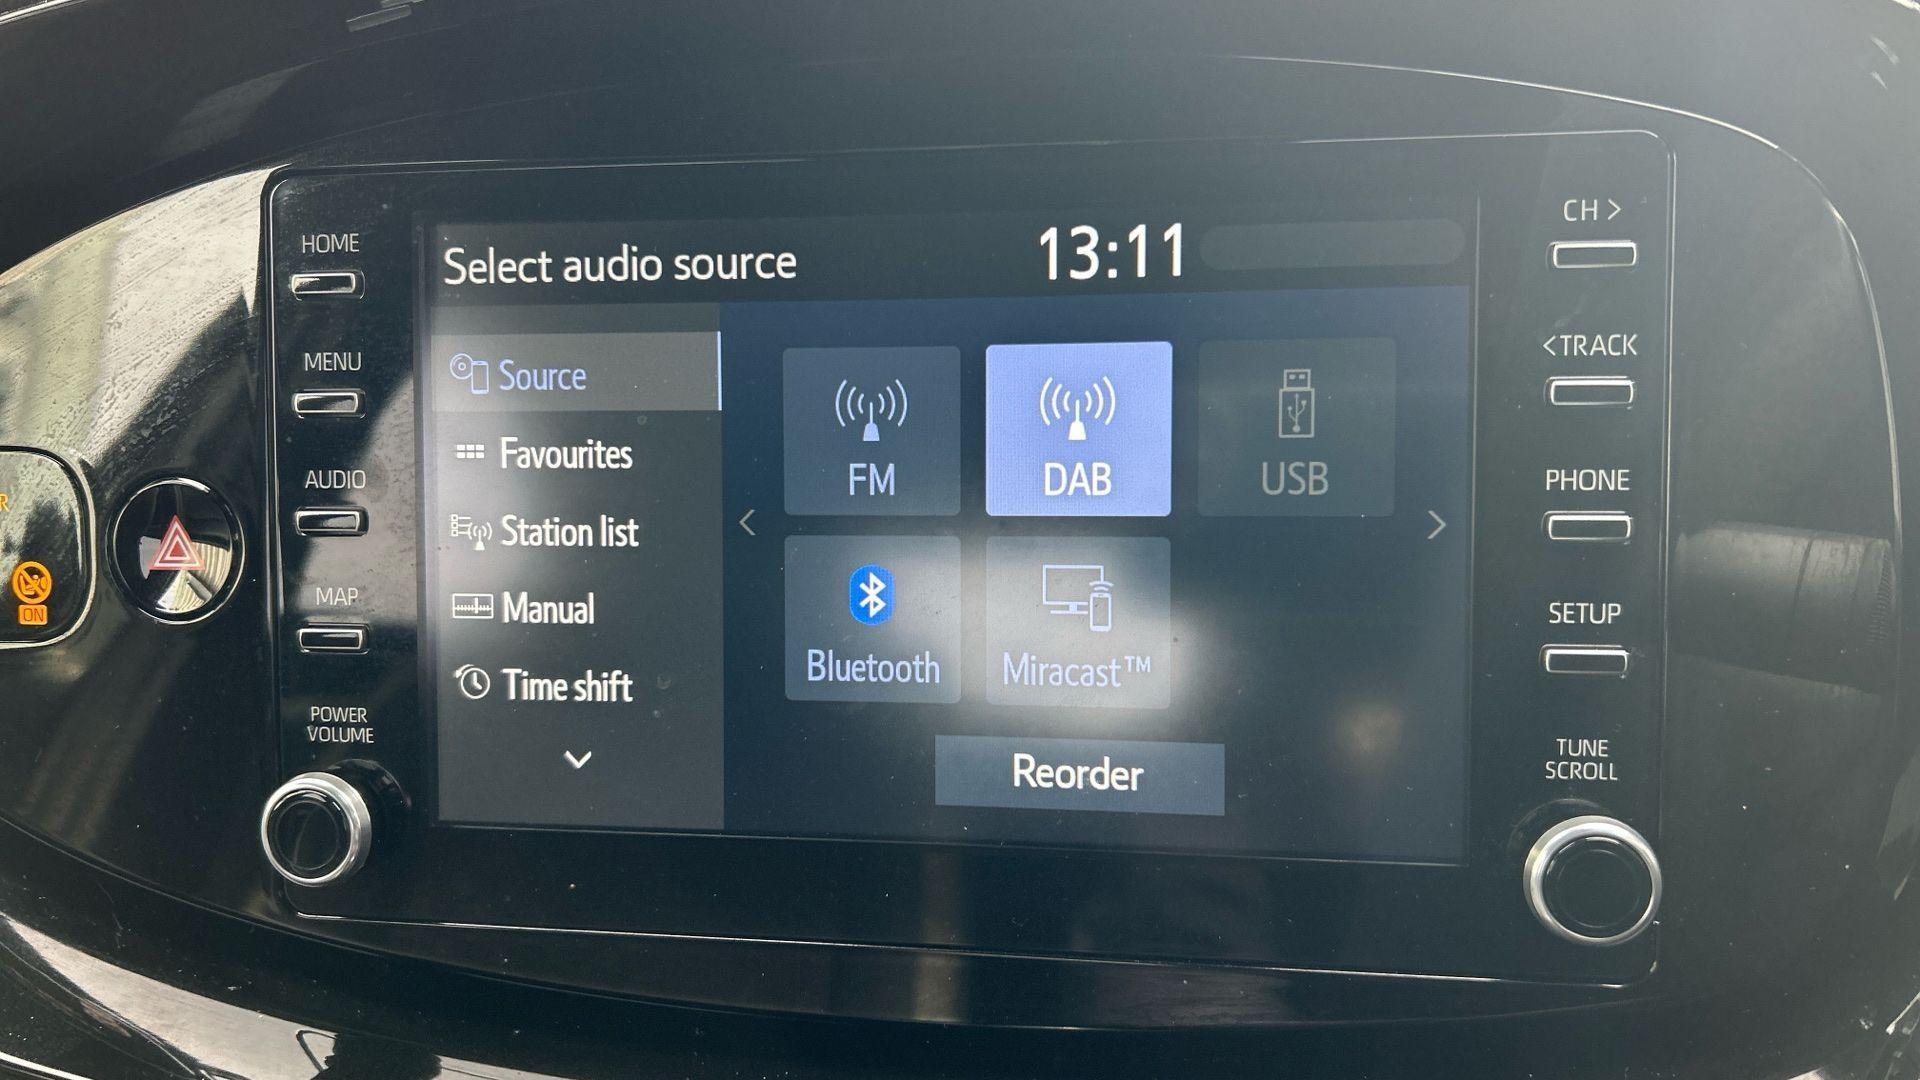 HOME
MENU
AUDIO
MAP
POWER
VOLUME
ON
Select audio source
13:11
Source
Favourites
Station list
Manual
Time shift
FM
DAB
USB
Bluetooth
Miracast™
Reorder
CH >
<TRACK
PHONE
SETUP
TUNE
SCROLL